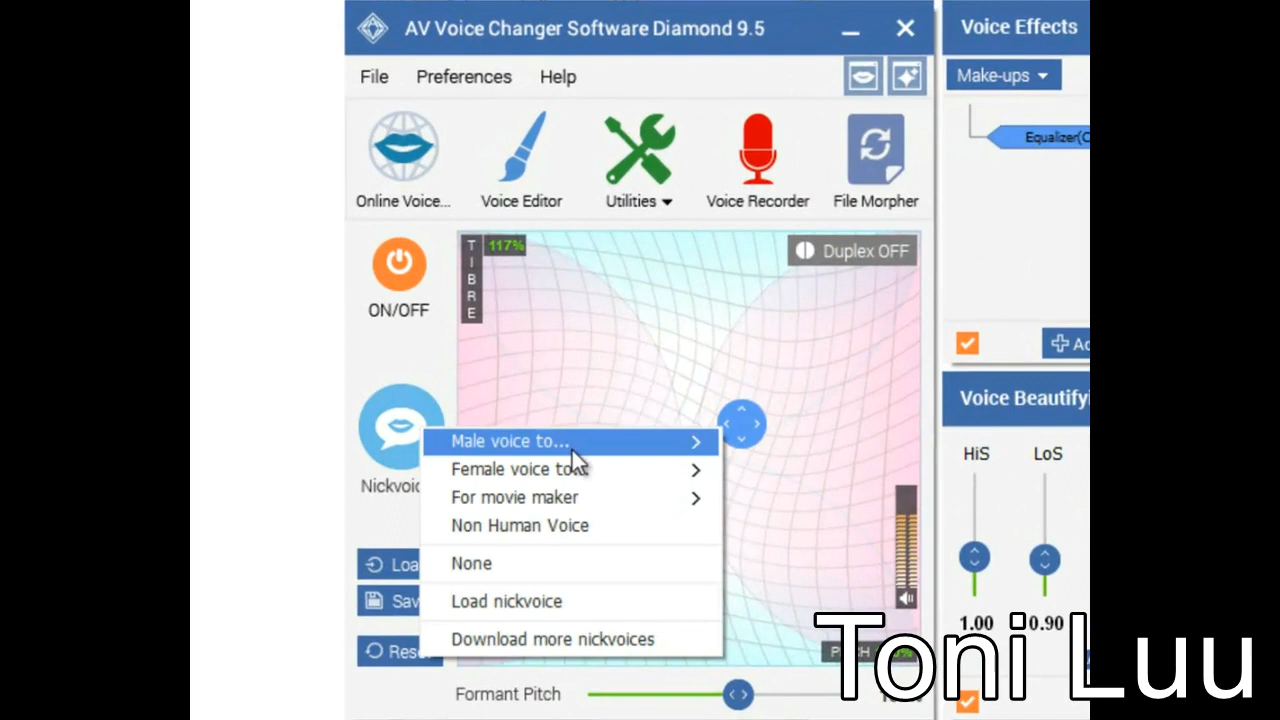 AV Voice Changer Software Diamond 9.5
File Preferences Help
Online Voice... Voice Editor Utilities Voice Recorder File Morpher
TIBRE
117%
Duplex OFF
ON/OFF
Male voice to...
Female voice to...
For movie maker
Non Human Voice
None
Load nickvoice
Download more nickvoices
Formant Pitch
Voice Effects
Make-ups
Equalizer(
Voice Beautify
HiS LoS
1.00 0.90
Toni Luu